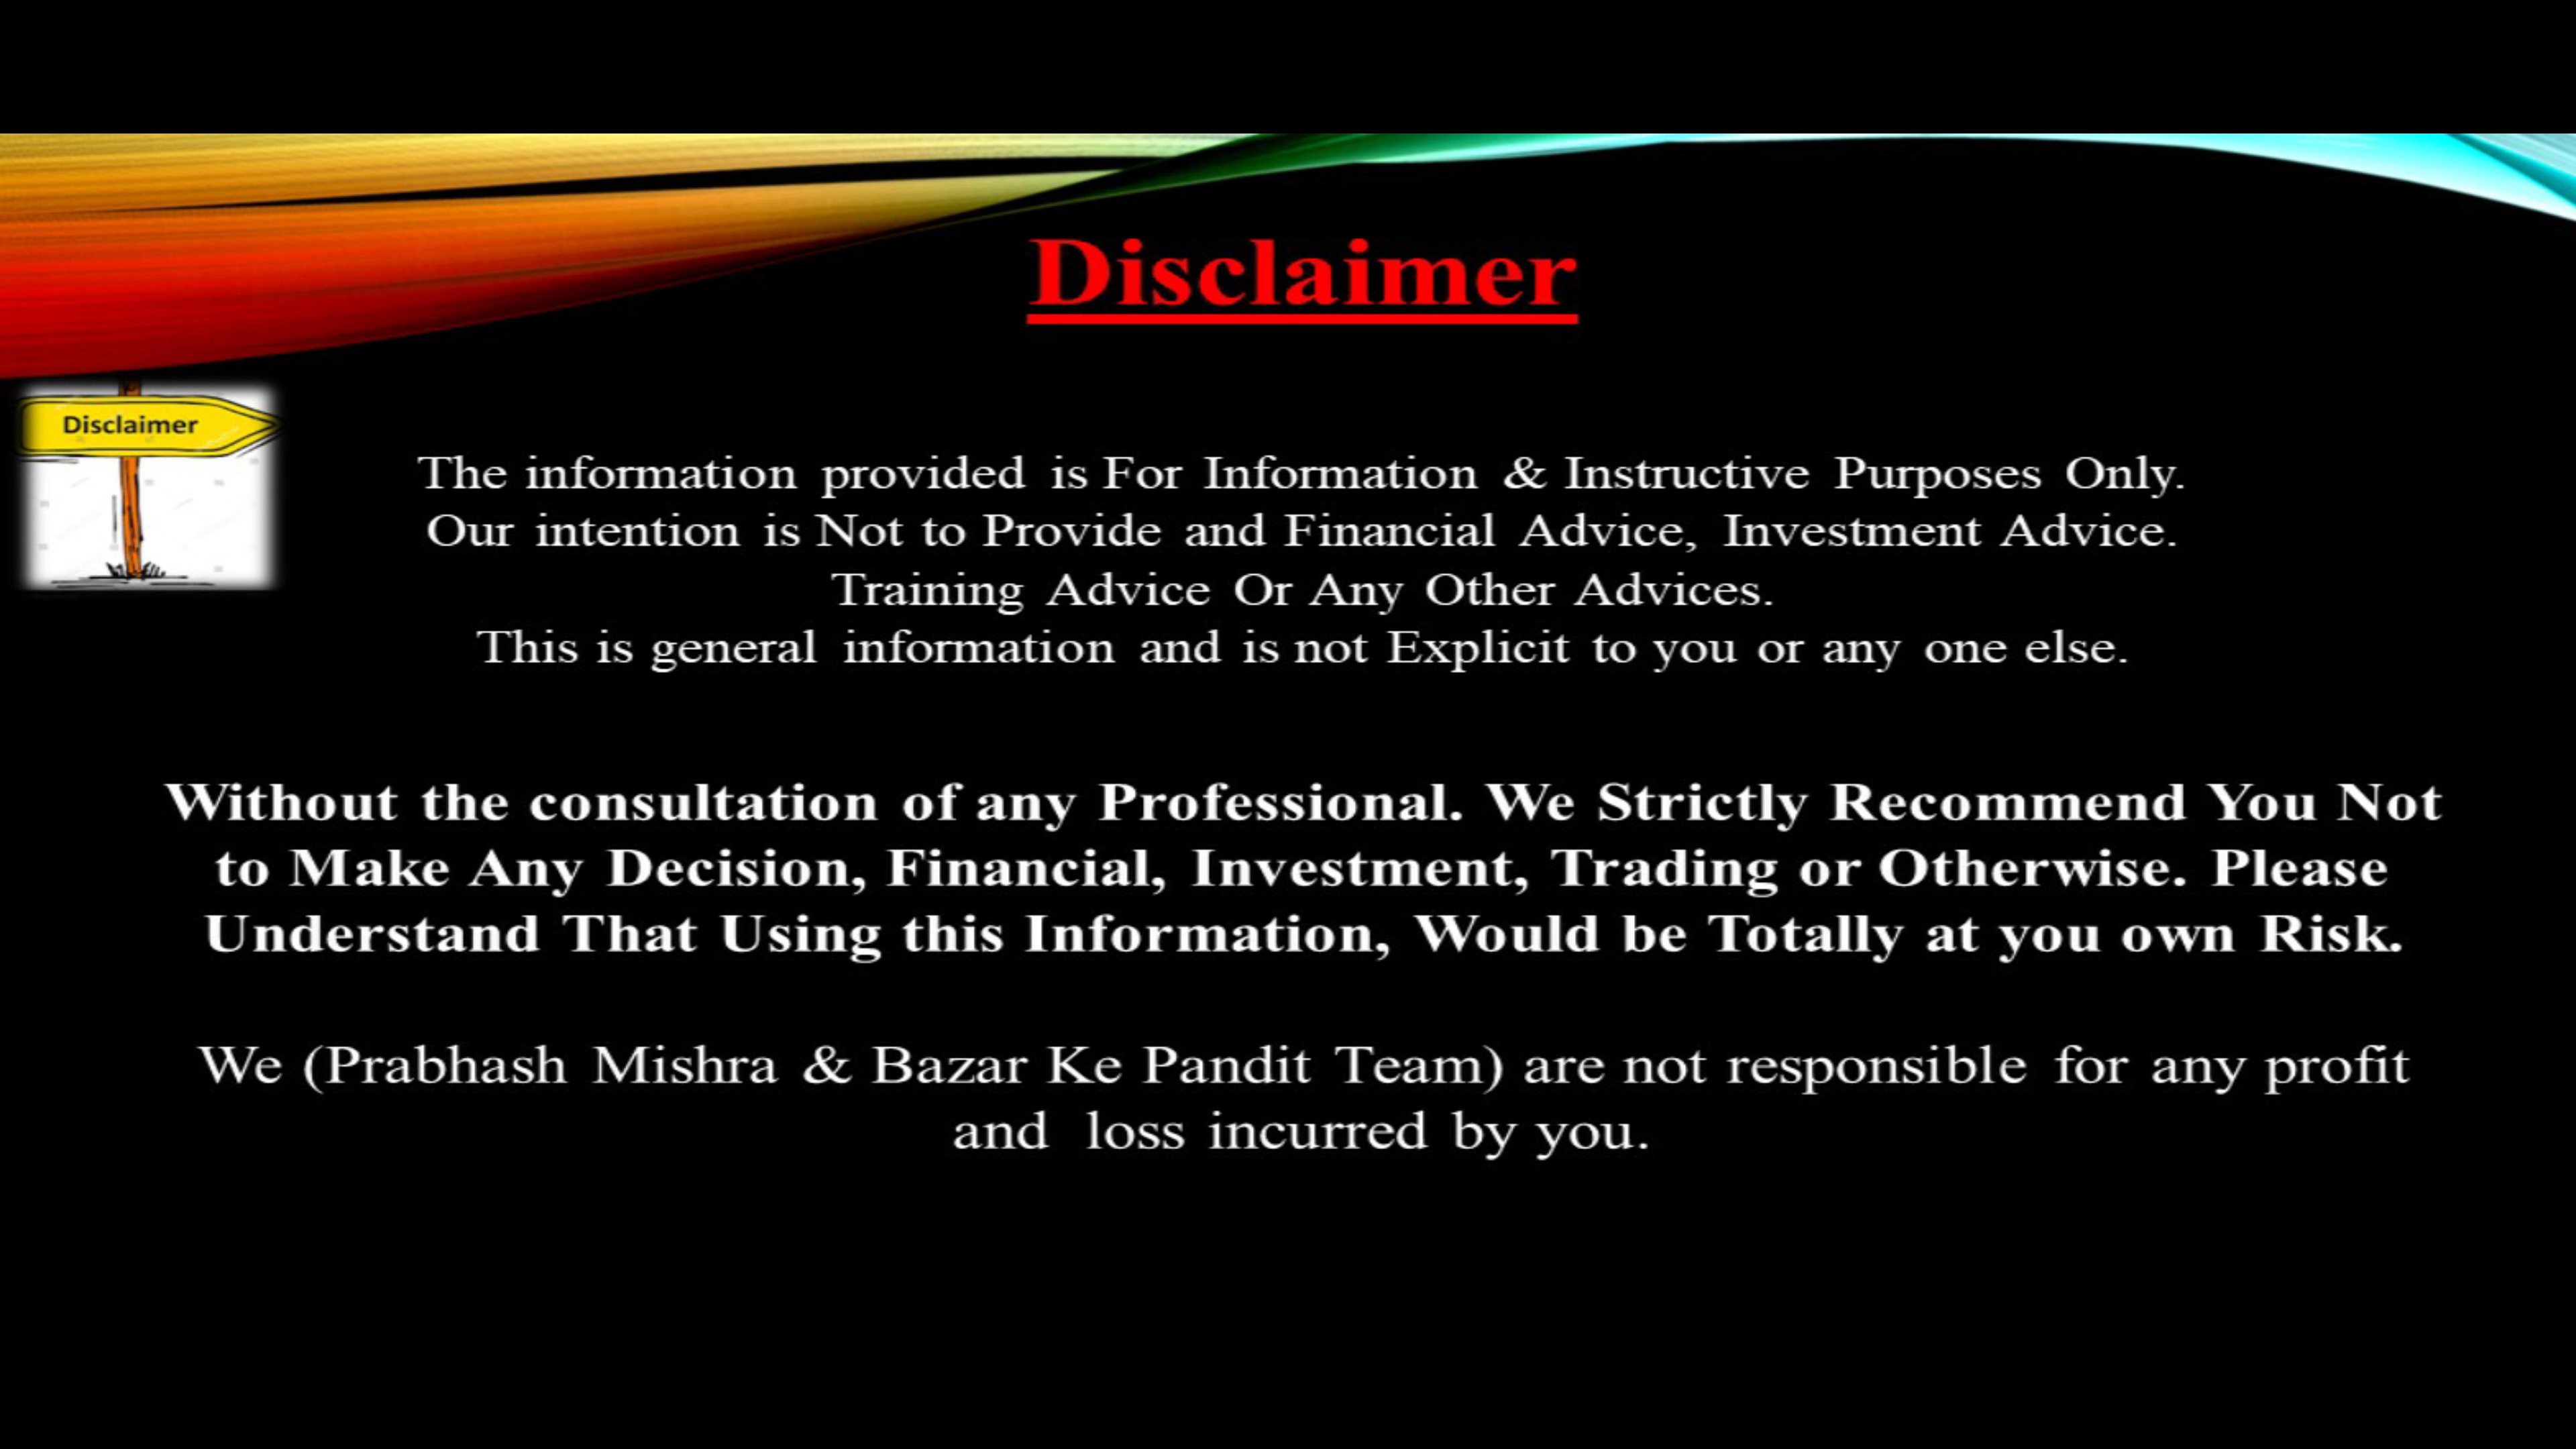 Disclaimer
Disclaimer
The information provided is For Information & Instructive Purposes Only.
Our intention is Not to Provide and Financial Advice, Investment Advice.
Training Advice Or Any Other Advices.
This is general information and is not Explicit to you or any one else.
Without the consultation of any Professional. We Strictly Recommend You Not
to Make Any Decision, Financial, Investment, Trading or Otherwise. Please
Understand That Using this Information, Would be Totally at you own Risk.
We (Prabhash Mishra & Bazar Ke Pandit Team) are not responsible for any profit
and loss incurred by you.